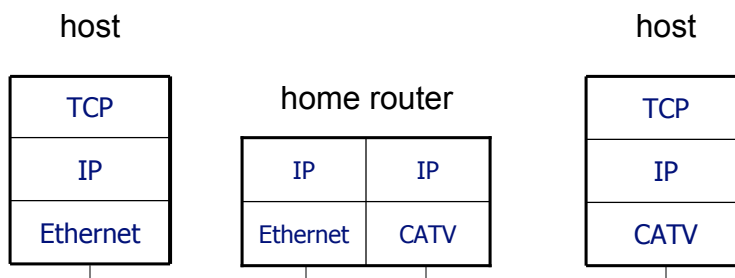 host
TCP
IP
Ethernet
home router
IP IP
Ethernet CATV
host
TCP
IP
CATV